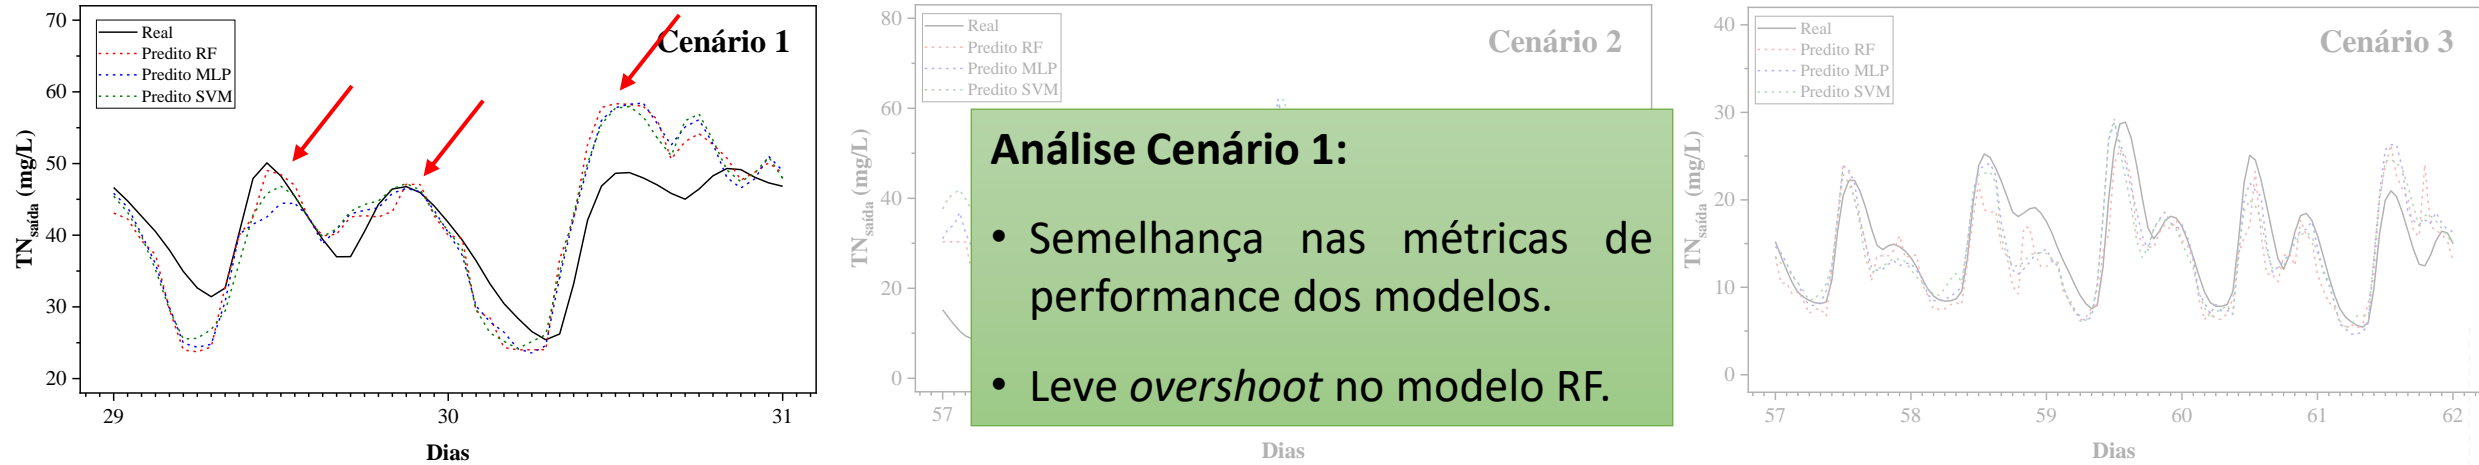 Cenário 1
Real
Predito RF
Predito MLP
Predito SVM
70
60
50
40
30
20
TNsaída (mg/L)
29
30
31
Dias
Cenário 2
Real
Predito RF
Predito MLP
Predito SVM
80
60
40
20
0
TNsaída (mg/L)
57
Dias
Análise Cenário 1:
• Semelhança nas métricas de
performance dos modelos.
• Leve overshoot no modelo RF.
Cenário 3
Real
Predito RF
Predito MLP
Predito SVM
40
30
20
10
0
TNsaída (mg/L)
57
58
59
60
61
62
Dias